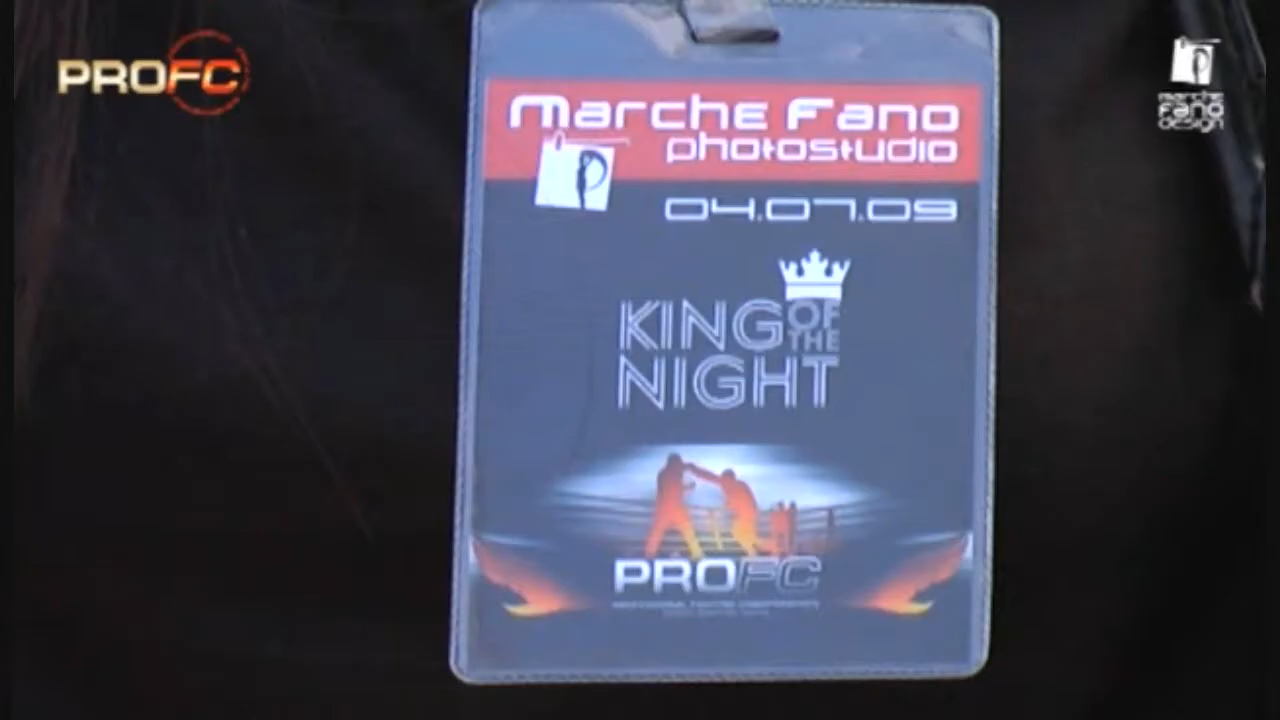 PROFC
marche
Fano
design
Marche Fano
photostudio
04.07.09
KING OF THE
NIGHT
PROFC